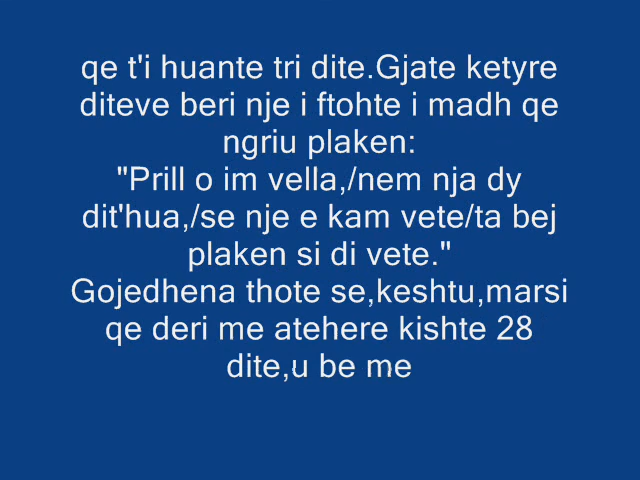 qe t'i huante tri dite.Gjate ketyre
diteve beri nje i ftohte i madh qe
ngriu plaken:
"Prill o im vella,/nem nja dy
dit'hua,/se nje e kam vete/ta bej
plaken si di vete."
Gojedhena thote se,keshtu,marsi
qe deri me atehere kishte 28
dite,u be me